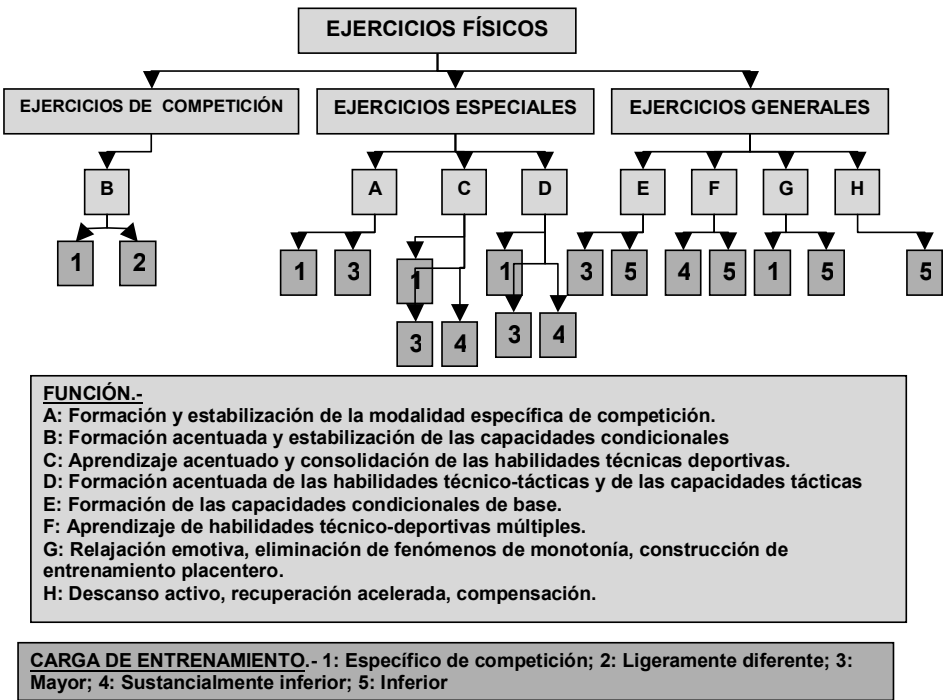 EJERCICIOS FÍSICOS
EJERCICIOS DE COMPETICIÓN
EJERCICIOS ESPECIALES
EJERCICIOS GENERALES
B
A
C
D
E
F
G
H
1
2
1
3
1
3
4
1
3
4
3
5
4
5
1
5
5
FUNCIÓN.-
A: Formación y estabilización de la modalidad específica de competición.
B: Formación acentuada y estabilización de las capacidades condicionales
C: Aprendizaje acentuado y consolidación de las habilidades técnicas deportivas.
D: Formación acentuada de las habilidades técnico-tácticas y de las capacidades tácticas
E: Formación de las capacidades condicionales de base.
F: Aprendizaje de habilidades técnico-deportivas múltiples.
G: Relajación emotiva, eliminación de fenómenos de monotonía, construcción de
entrenamiento placentero.
H: Descanso activo, recuperación acelerada, compensación.
CARGA DE ENTRENAMIENTO.- 1: Específico de competición; 2: Ligeramente diferente; 3:
Mayor; 4: Sustancialmente inferior; 5: Inferior